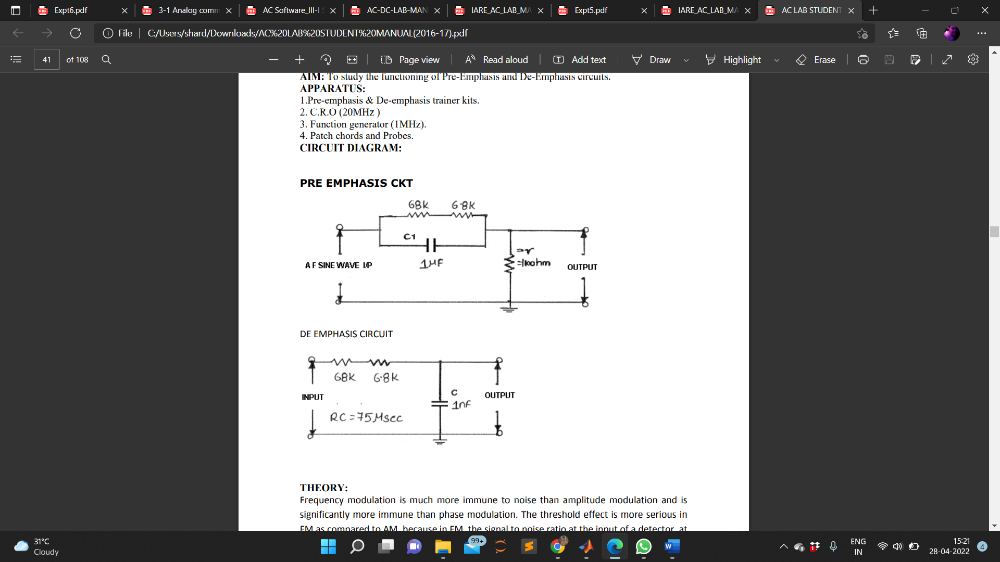 Expt6.pdf
3-1 Analog comm
AC Software_III-I S
AC-DC-LAB-MAN
IARE_AC_LAB_MA
Expt5.pdf
IARE_AC_LAB_MA
AC LAB STUDENT
File
C:/Users/shard/Downloads/AC%20LAB%20STUDENT%20MANUAL(2016-17).pdf
41
of 108
Page view
Read aloud
Add text
Draw
Highlight
Erase
AIM: To study the functioning of Pre-Emphasis and De-Emphasis circuits.
APPARATUS:
1.Pre-emphasis & De-emphasis trainer kits.
2. C.R.O (20MHz )
3. Function generator (1MHz).
4. Patch chords and Probes.
CIRCUIT DIAGRAM:
PRE EMPHASIS CKT
68K
6.8K
C1
1µF
A F SINE WAVE I/P
=r
=1kohm
OUTPUT
DE EMPHASIS CIRCUIT
68K
6.8K
INPUT
C
1nF
OUTPUT
RC=75Msec
THEORY:
Frequency modulation is much more immune to noise than amplitude modulation and is
significantly more immune than phase modulation. The threshold effect is more serious in
FM as compared to AM, because in FM, the signal to noise ratio at the input of a detector, at
31°C
Cloudy
99+
1
ENG
IN
15:21
28-04-2022
4